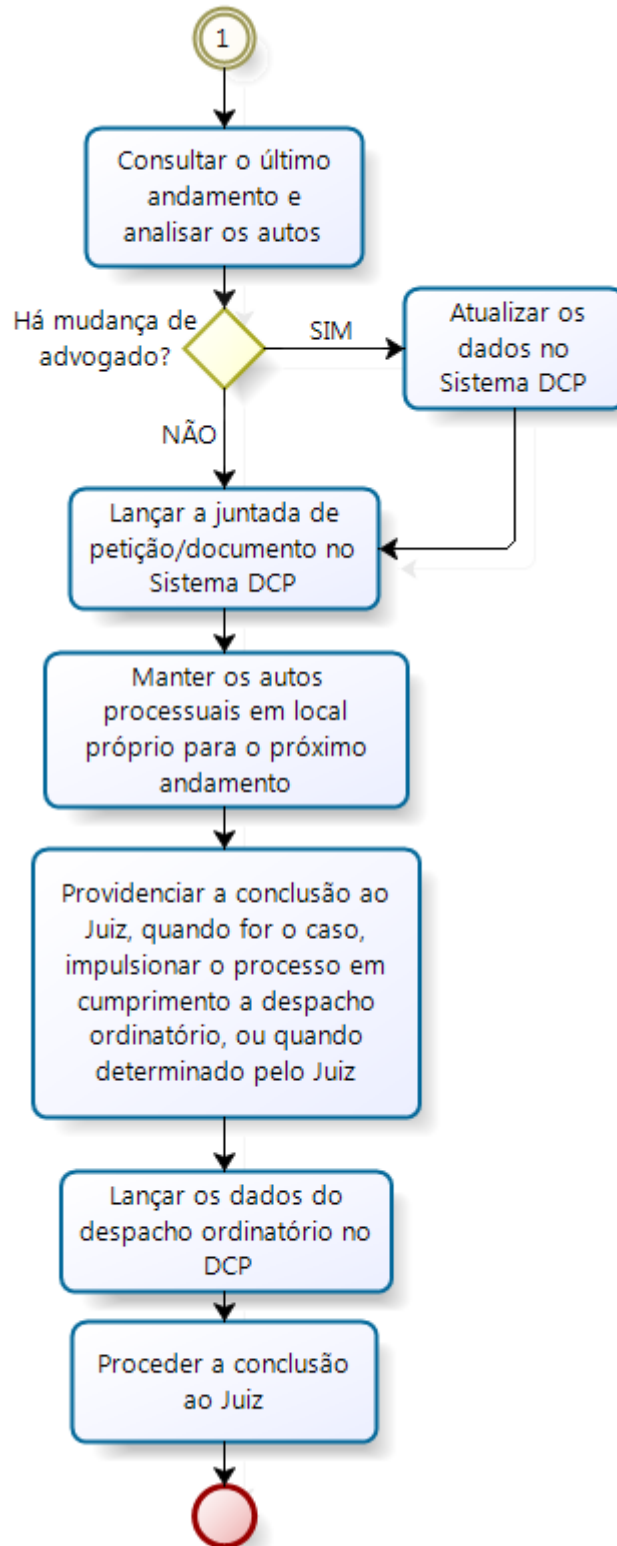 1
Consultar o último
andamento e
analisar os autos
Há mudança de
advogado?
SIM
Atualizar os
dados no
Sistema DCP
NÃO
Lançar a juntada de
petição/documento no
Sistema DCP
Manter os autos
processuais em local
próprio para o próximo
andamento
Providenciar a conclusão ao
Juiz, quando for o caso,
impulsionar o processo em
cumprimento a despacho
ordinatório, ou quando
determinado pelo Juiz
Lançar os dados do
despacho ordinatório no
DCP
Proceder a conclusão
ao Juiz